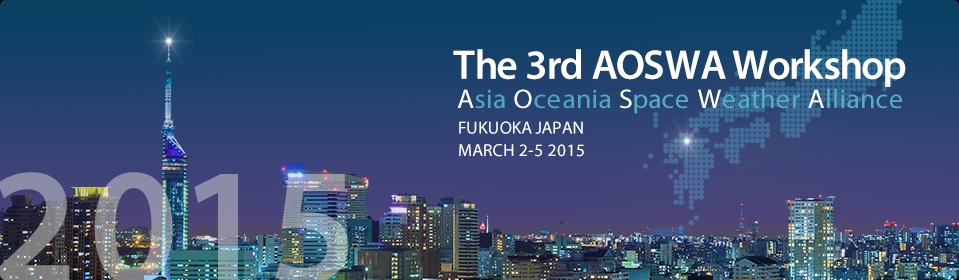 The 3rd AOSWA Workshop
Asia Oceania Space Weather Alliance
FUKUOKA JAPAN
MARCH 2-5 2015
2015